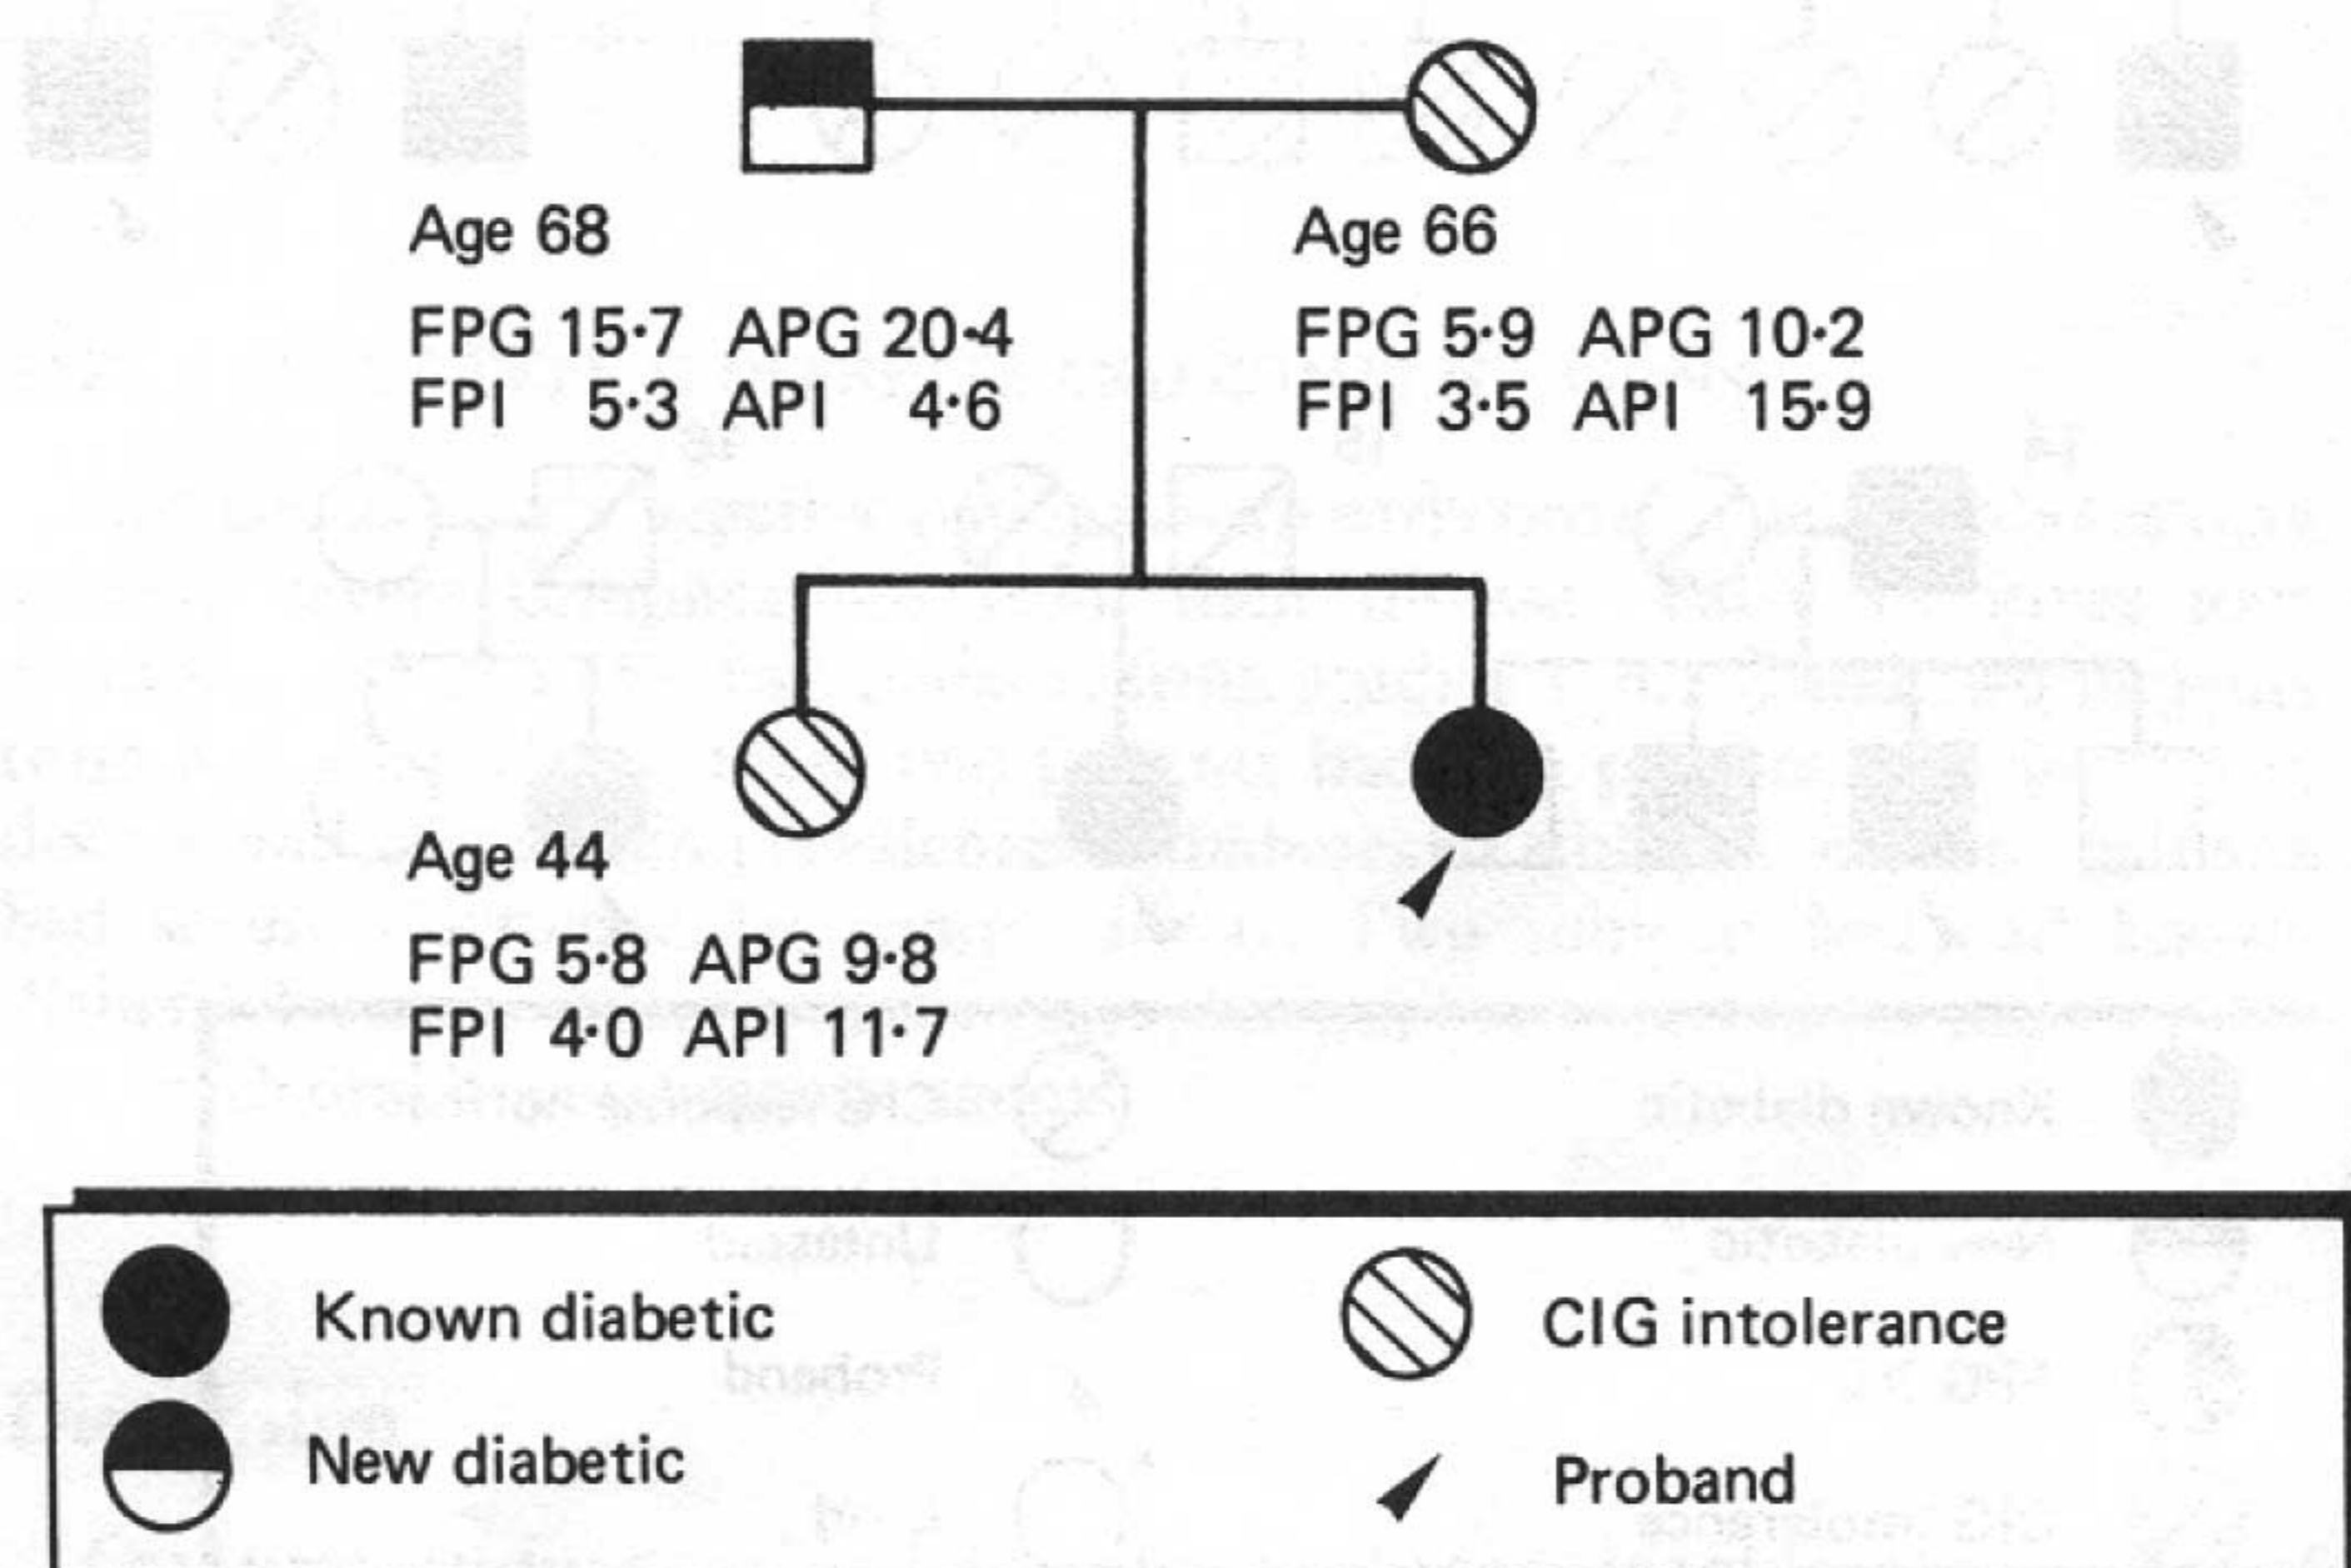 Age 68
Age 66
FPG 15·7 APG 20·4
FPG 5·9 APG 10·2
FPI 5·3 API 4·6
FPI 3·5 API 15·9
Age 44
FPG 5·8 APG 9·8
FPI 4·0 API 11·7
Known diabetic
CIG intolerance
New diabetic
Proband